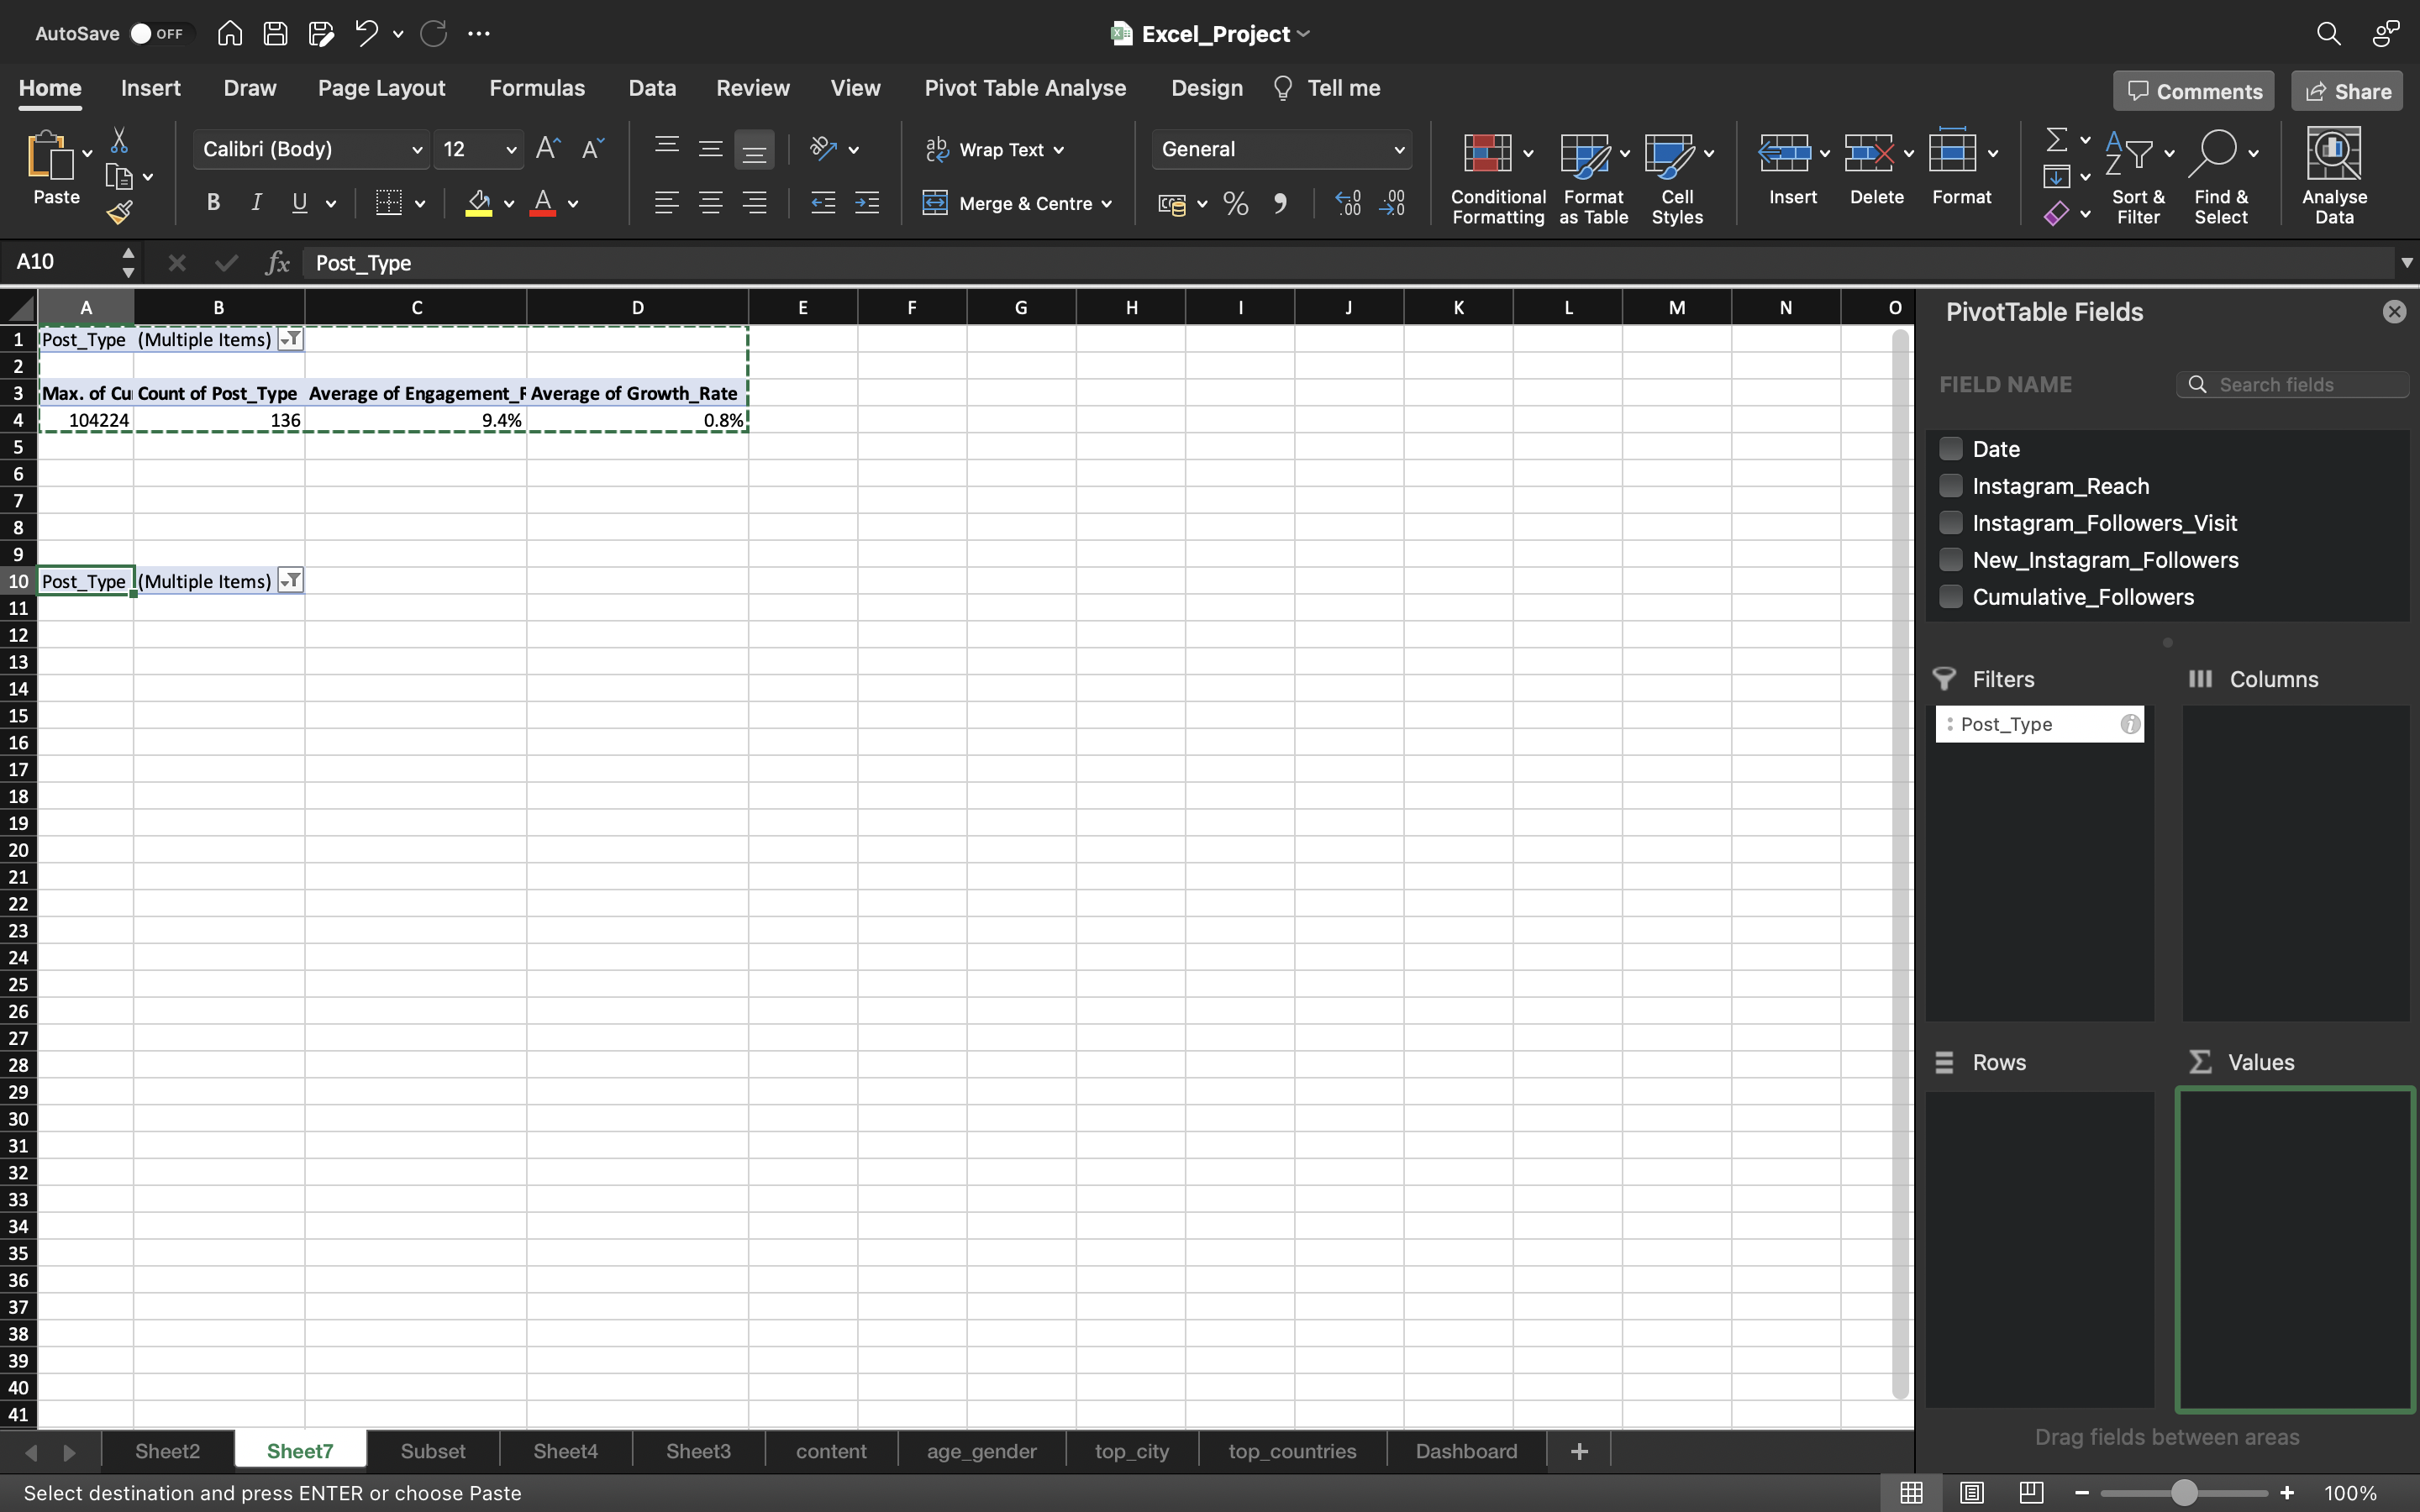 AutoSave OFF Excel_Project
Home Insert Draw Page Layout Formulas Data Review View Pivot Table Analyse Design Tell me Comments Share
Paste Calibri (Body) 12 A A ab Wrap Text General Conditional Formatting Format as Table Cell Styles Insert Delete Format Sort & Filter Find & Select Analyse Data
B I U A Merge & Centre % .00 .00
A10 fx Post_Type
A B C D E F G H I J K L M N O
1 Post_Type (Multiple Items)
2
3 Max. of Cu Count of Post_Type Average of Engagement_R Average of Growth_Rate
4 104224 136 9.4% 0.8%
5
6
7
8
9
10 Post_Type (Multiple Items)
11
12
13
14
15
16
17
18
19
20
21
22
23
24
25
26
27
28
29
30
31
32
33
34
35
36
37
38
39
40
41
PivotTable Fields
FIELD NAME Search fields
Date
Instagram_Reach
Instagram_Followers_Visit
New_Instagram_Followers
Cumulative_Followers
Filters Columns
Post_Type
Rows Values
Drag fields between areas
Sheet2 Sheet7 Subset Sheet4 Sheet3 content age_gender top_city top_countries Dashboard +
Select destination and press ENTER or choose Paste 100%